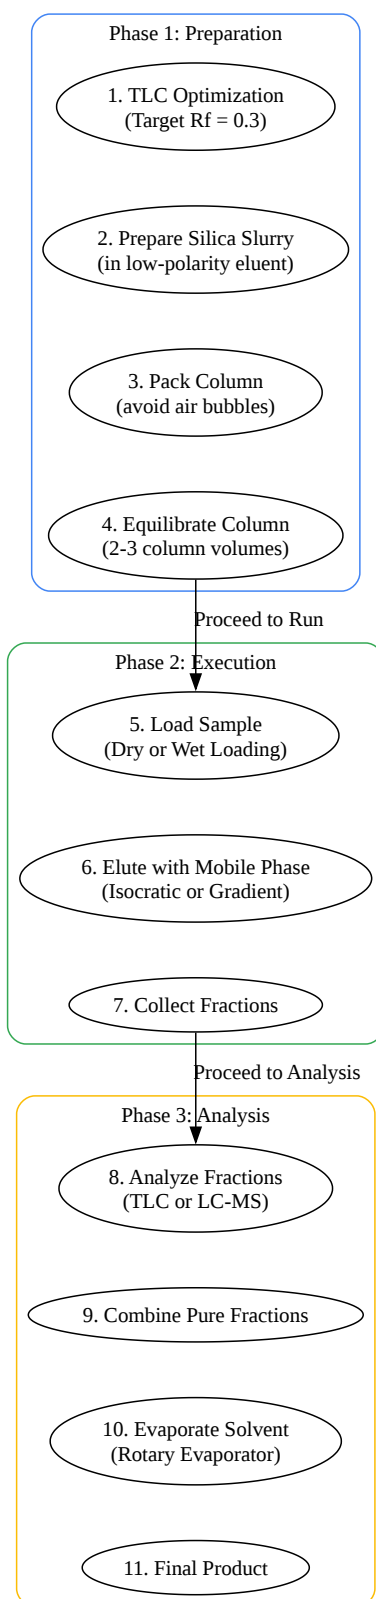 Phase 1: Preparation
1. TLC Optimization
(Target Rf = 0.3)
2. Prepare Silica Slurry
(in low-polarity eluent)
3. Pack Column
(avoid air bubbles)
4. Equilibrate Column
(2-3 column volumes)
Proceed to Run
Phase 2: Execution
5. Load Sample
(Dry or Wet Loading)
6. Elute with Mobile Phase
(Isocratic or Gradient)
7. Collect Fractions
Proceed to Analysis
Phase 3: Analysis
8. Analyze Fractions
(TLC or LC-MS)
9. Combine Pure Fractions
10. Evaporate Solvent
(Rotary Evaporator)
11. Final Product